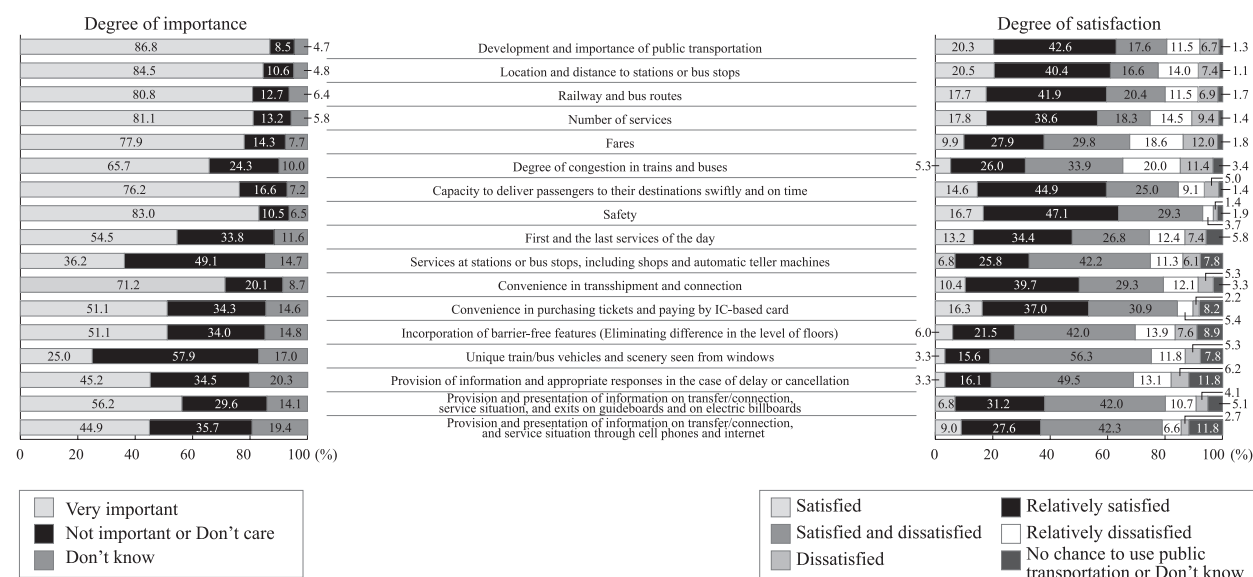 Degree of importance
Degree of satisfaction
86.8 8.5 4.7 Development and importance of public transportation 20.3 42.6 17.6 11.5 6.7 1.3
84.5 10.6 4.8 Location and distance to stations or bus stops 20.5 40.4 16.6 14.0 7.4 1.1
80.8 12.7 6.4 Railway and bus routes 17.7 41.9 20.4 11.5 6.9 1.7
81.1 13.2 5.8 Number of services 17.8 38.6 18.3 14.5 9.4 1.4
77.9 14.3 7.7 Fares 9.9 27.9 29.8 18.6 12.0 1.8
65.7 24.3 10.0 Degree of congestion in trains and buses 5.3 26.0 33.9 20.0 11.4 3.4
76.2 16.6 7.2 Capacity to deliver passengers to their destinations swiftly and on time 14.6 44.9 25.0 9.1 5.0 1.4
83.0 10.5 6.5 Safety 16.7 47.1 29.3 3.7 1.4 1.9
54.5 33.8 11.6 First and the last services of the day 13.2 34.4 26.8 12.4 7.4 5.8
36.2 49.1 14.7 Services at stations or bus stops, including shops and automatic teller machines 6.8 25.8 42.2 11.3 6.1 7.8
71.2 20.1 8.7 Convenience in transshipment and connection 10.4 39.7 29.3 12.1 5.3 3.3
51.1 34.3 14.6 Convenience in purchasing tickets and paying by IC-based card 16.3 37.0 30.9 5.4 2.2 8.2
51.1 34.0 14.8 Incorporation of barrier-free features (Eliminating difference in the level of floors) 6.0 21.5 42.0 13.9 7.6 8.9
25.0 57.9 17.0 Unique train/bus vehicles and scenery seen from windows 3.3 15.6 56.3 11.8 5.3 7.8
45.2 34.5 20.3 Provision of information and appropriate responses in the case of delay or cancellation 3.3 16.1 49.5 13.1 6.2 11.8
56.2 29.6 14.1 Provision and presentation of information on transfer/connection,
service situation, and exits on guideboards and on electric billboards 6.8 31.2 42.0 10.7 4.1 5.1
44.9 35.7 19.4 Provision and presentation of information on transfer/connection,
and service situation through cell phones and internet 9.0 27.6 42.3 6.6 2.7 11.8
0 20 40 60 80 100 (%)
0 20 40 60 80 100 (%)
Very important
Not important or Don't care
Don't know
Satisfied
Relatively satisfied
Satisfied and dissatisfied
Relatively dissatisfied
Dissatisfied
No chance to use public
transportation or Don't know